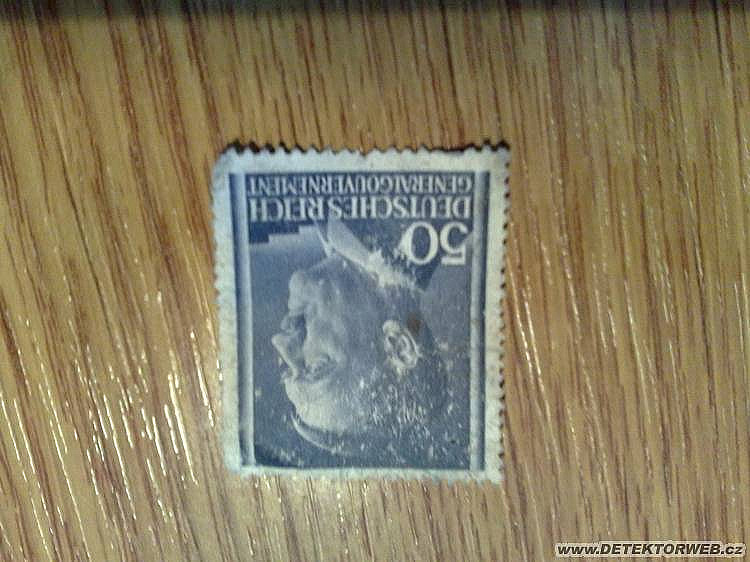 50
DEUTSCHES REICH
GENERALGOUVERNEMENT
www.DETEKTORWEB.cz